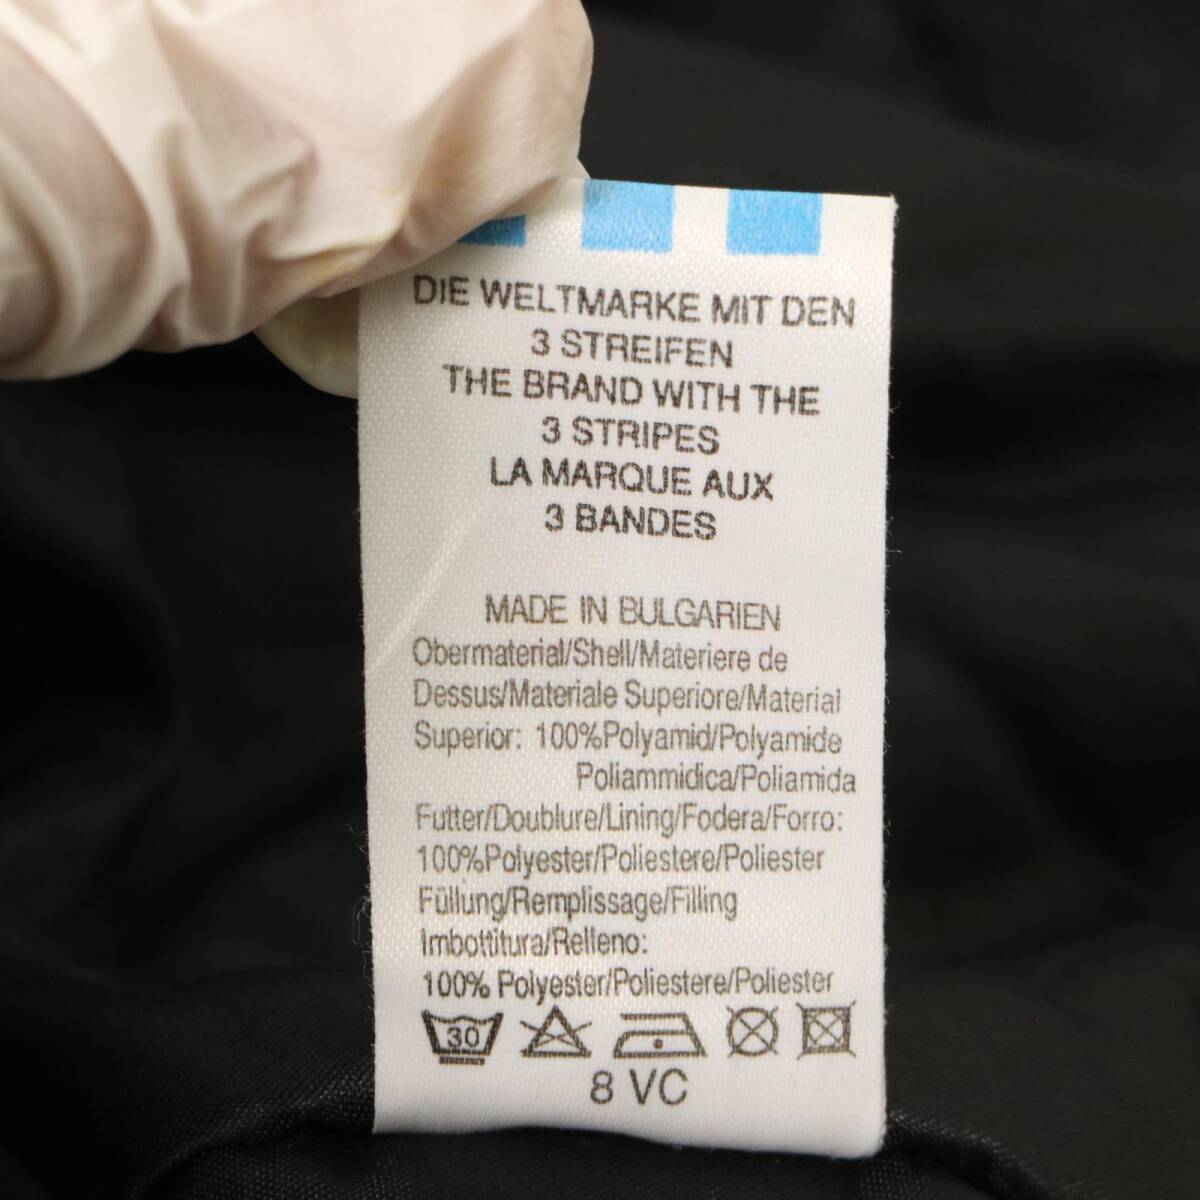 DIE WELTMARKE MIT DEN
3 STREIFEN
THE BRAND WITH THE
3 STRIPES
LA MARQUE AUX
3 BANDES
MADE IN BULGARIEN
Obermaterial/Shell/Materiere de
Dessus/Materiale Superiore/Material
Superior: 100%Polyamid/Polyamide
Poliammidica/Poliamida
Futter/Doublure/Lining/Fodera/Forro:
100%Polyester/Poliestere/Poliester
Füllung/Remplissage/Filling
Imbottitura/Relleno:
100% Polyester/Poliestere/Poliester
30
8 VC